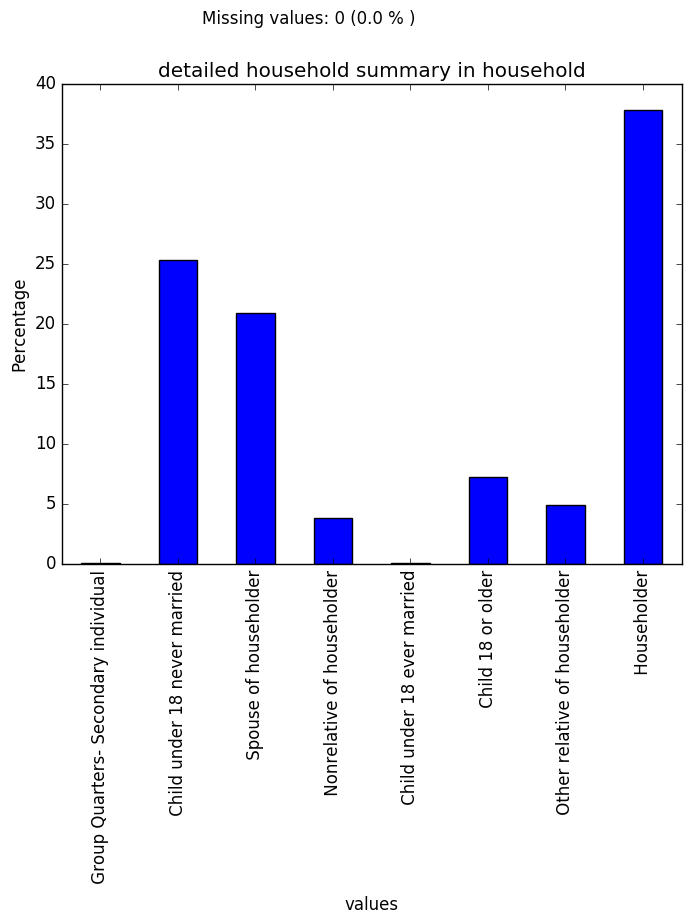 Missing values: 0 (0.0 % )
detailed household summary in household
40
35
30
25
20
15
10
5
0
Percentage
Group Quarters- Secondary individual
Child under 18 never married
Spouse of householder
Nonrelative of householder
Child under 18 ever married
Child 18 or older
Other relative of householder
Householder
values